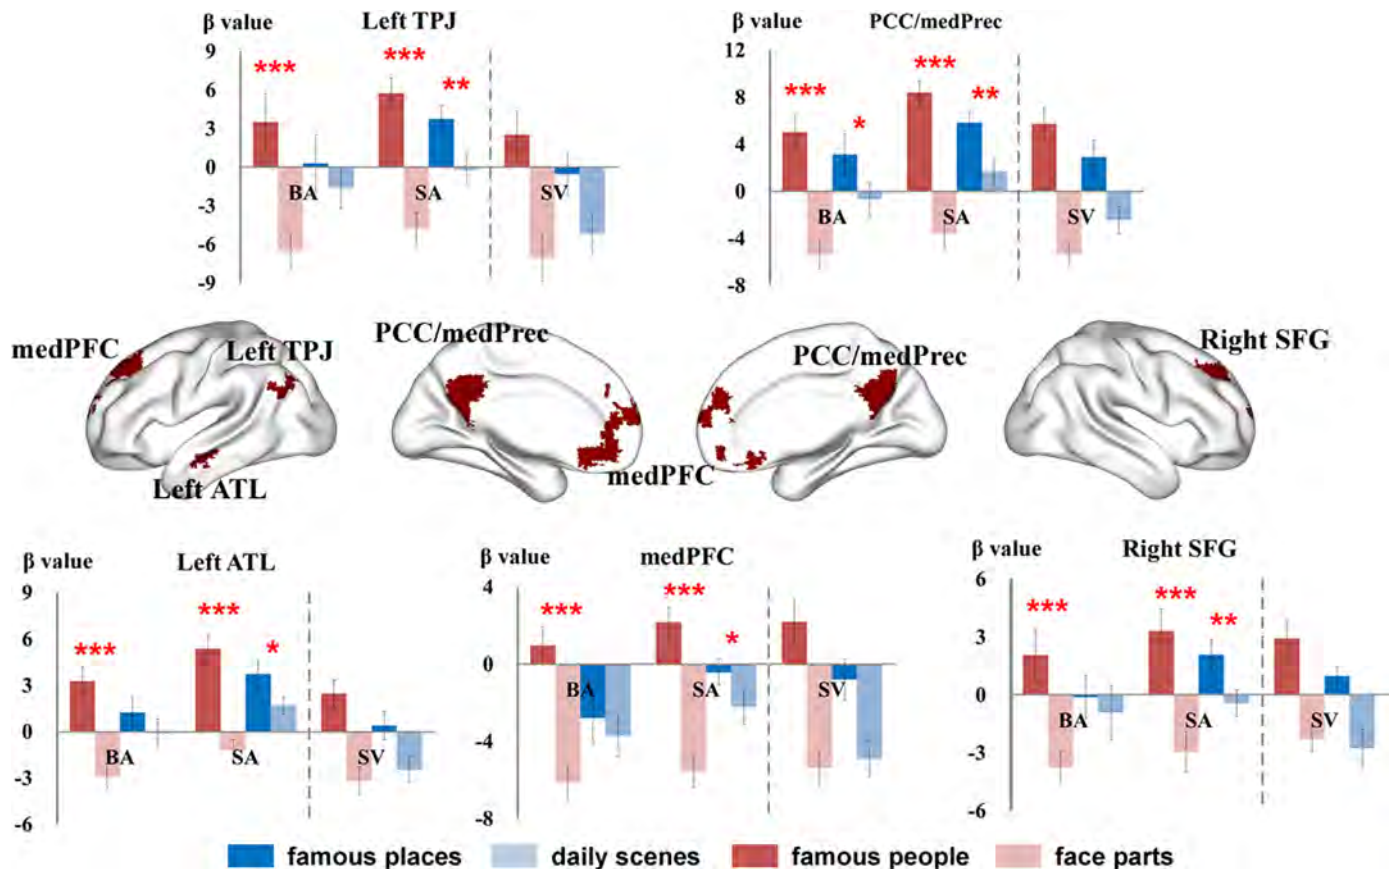 β value Left TPJ
9
6
3
0
-3
-6
-9
*** *** **
BA SA SV
β value PCC/medPrec
12
8
4
0
-4
-8
*** * *** **
BA SA SV
medPFC Left TPJ Left ATL
PCC/medPrec medPFC
PCC/medPrec
Right SFG
β value Left ATL
9
6
3
0
-3
-6
*** *** *
BA SA SV
β value medPFC
4
0
-4
-8
*** *** *
BA SA SV
β value Right SFG
6
3
0
-3
-6
*** *** **
BA SA SV
famous places daily scenes famous people face parts